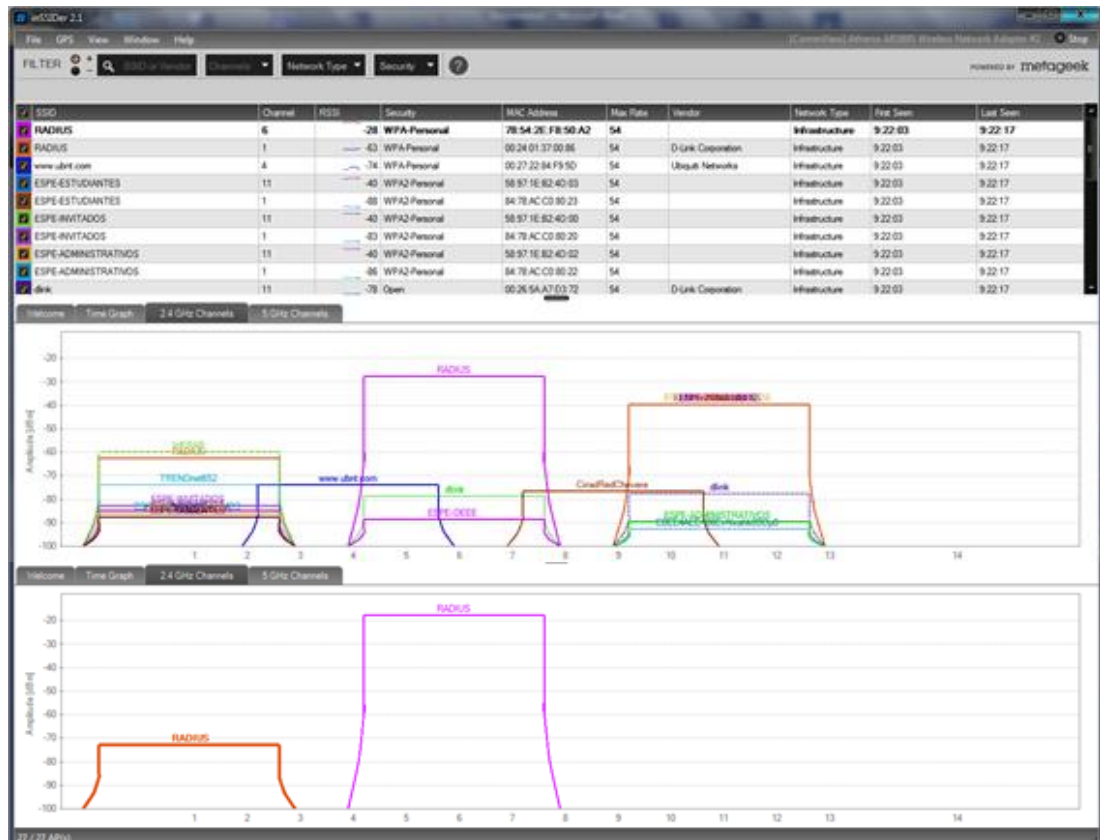 inSSIDer 2.1
File GPS View Window Help Stop
FILTER + - SSID or Vendor Channels Network Type Security ? POWERED BY metageek
SSID Channel RSSI Security MAC Address Max Rate Vendor Network Type First Seen Last Seen
RADIUS 6 -28 WPA-Personal 78:54:2E:FB:50:A2 54 Infrastructure 9:22:03 9:22:17
RADIUS 1 -63 WPA-Personal 00:24:01:37:00:86 54 D-Link Corporation Infrastructure 9:22:03 9:22:17
www.ubnt.com 4 -74 WPA2-Personal 00:27:22:84:F9:5D 54 Ubiquiti Networks Infrastructure 9:22:03 9:22:17
ESPE-ESTUDIANTES 11 -40 WPA2-Personal 58:97:1E:B2:4D:03 54 Infrastructure 9:22:03 9:22:17
ESPE-ESTUDIANTES 1 -88 WPA2-Personal 84:78:AC:C0:80:23 54 Infrastructure 9:22:03 9:22:17
ESPE-INVITADOS 11 -40 WPA2-Personal 58:97:1E:B2:4D:00 54 Infrastructure 9:22:03 9:22:17
ESPE-INVITADOS 1 -83 WPA2-Personal 84:78:AC:C0:80:20 54 Infrastructure 9:22:03 9:22:17
ESPE-ADMINISTRATIVOS 11 -40 WPA2-Personal 58:97:1E:B2:4D:02 54 Infrastructure 9:22:03 9:22:17
ESPE-ADMINISTRATIVOS 1 -86 WPA2-Personal 84:78:AC:C0:80:22 54 Infrastructure 9:22:03 9:22:17
dlink 11 -78 Open 00:26:5A:A7:D3:72 54 D-Link Corporation Infrastructure 9:22:03 9:22:17
Welcome Time Graph 2.4 GHz Channels 5 GHz Channels
Amplitude [dBm]
-20
-30
-40
-50
-60
-70
-80
-90
-100
RADIUS
TRENDnet652
www.ubnt.com
dlink
dlink
ESPE-INVITADOS
ESPE-DEEE
ESPE-ADMINISTRATIVOS
1 2 3 4 5 6 7 8 9 10 11 12 13 14
Welcome Time Graph 2.4 GHz Channels 5 GHz Channels
Amplitude [dBm]
-20
-30
-40
-50
-60
-70
-80
-90
-100
RADIUS
RADIUS
1 2 3 4 5 6 7 8 9 10 11 12 13 14
27 / 27 AP(s)